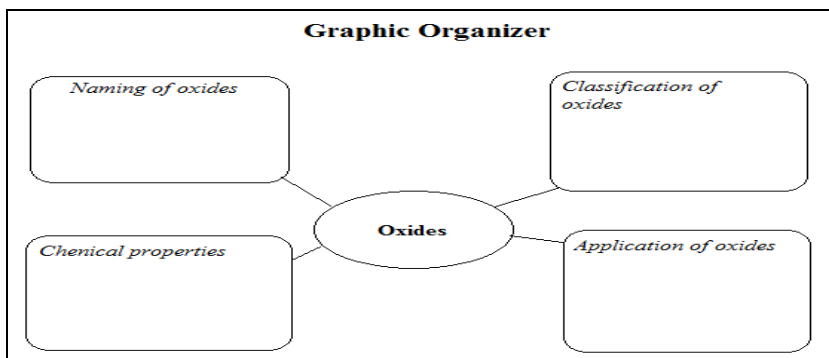 Graphic Organizer
Naming of oxides
Classification of
oxides
Oxides
Chenical properties
Application of oxides